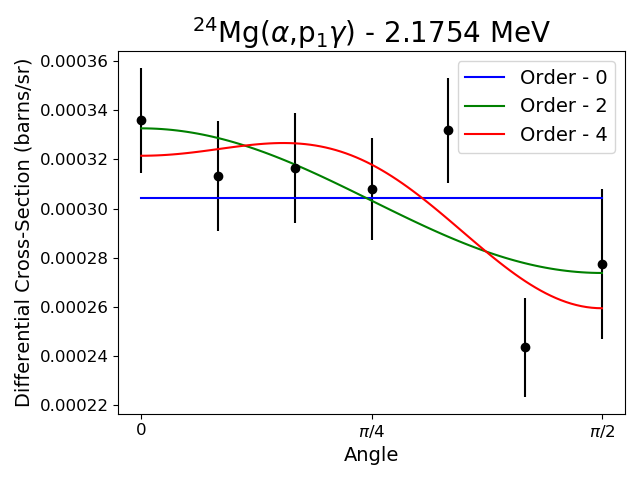 ²⁴Mg(α,p₁γ) - 2.1754 MeV
Differential Cross-Section (barns/sr)
0.00036
0.00034
0.00032
0.00030
0.00028
0.00026
0.00024
0.00022
Order - 0
Order - 2
Order - 4
0 π/4 π/2
Angle